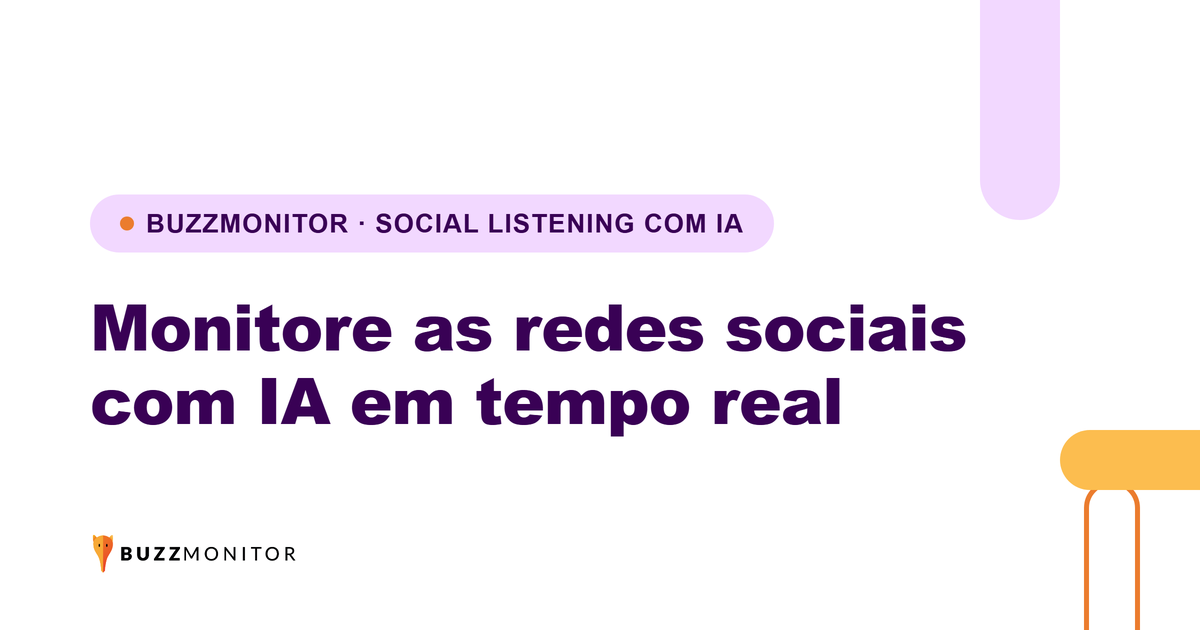 BUZZMONITOR · SOCIAL LISTENING COM IA
Monitore as redes sociais
com IA em tempo real
BUZZMONITOR